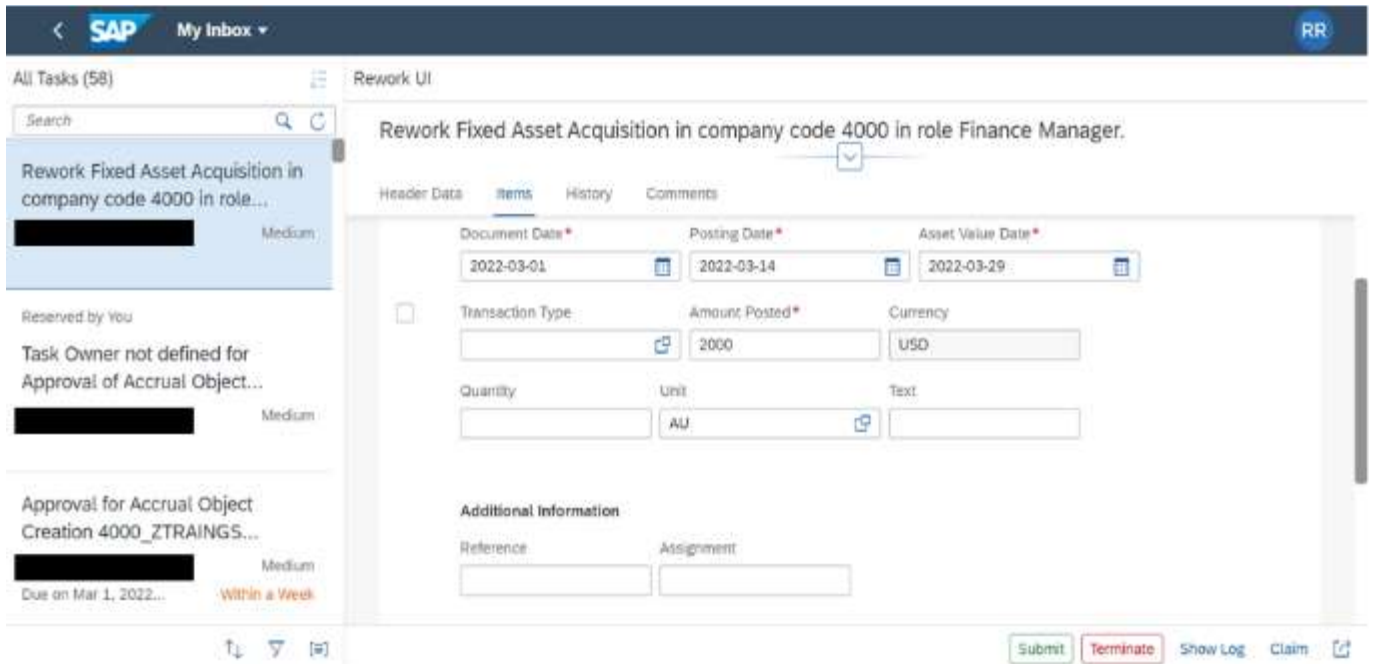 SAP My Inbox RR
All Tasks (58)
Search
Rework Fixed Asset Acquisition in
company code 4000 in role...
Medium
Reserved by You
Task Owner not defined for
Approval of Accrual Object...
Medium
Approval for Accrual Object
Creation 4000_ZTRAINGS...
Medium
Due on Mar 1, 2022... Within a Week
Rework UI
Rework Fixed Asset Acquisition in company code 4000 in role Finance Manager.
Header Data Items History Comments
Document Date* Posting Date* Asset Value Date*
2022-03-01 2022-03-14 2022-03-29
Transaction Type Amount Posted* Currency
2000 USD
Quantity Unit Text
AU
Additional Information
Reference Assignment
Submit Terminate Show Log Claim